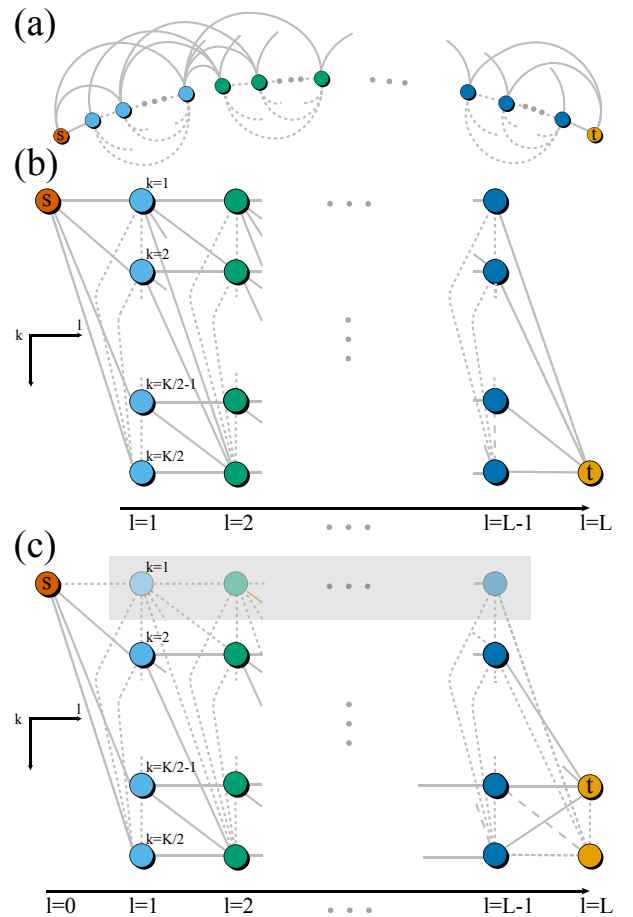 (a)
s
t
(b)
s
k=1
k=2
k
l
k=K/2-1
k=K/2
t
l=1 l=2 l=L-1 l=L
(c)
s
k=1
k=2
k
l
k=K/2-1
t
k=K/2
l=0 l=1 l=2 l=L-1 l=L